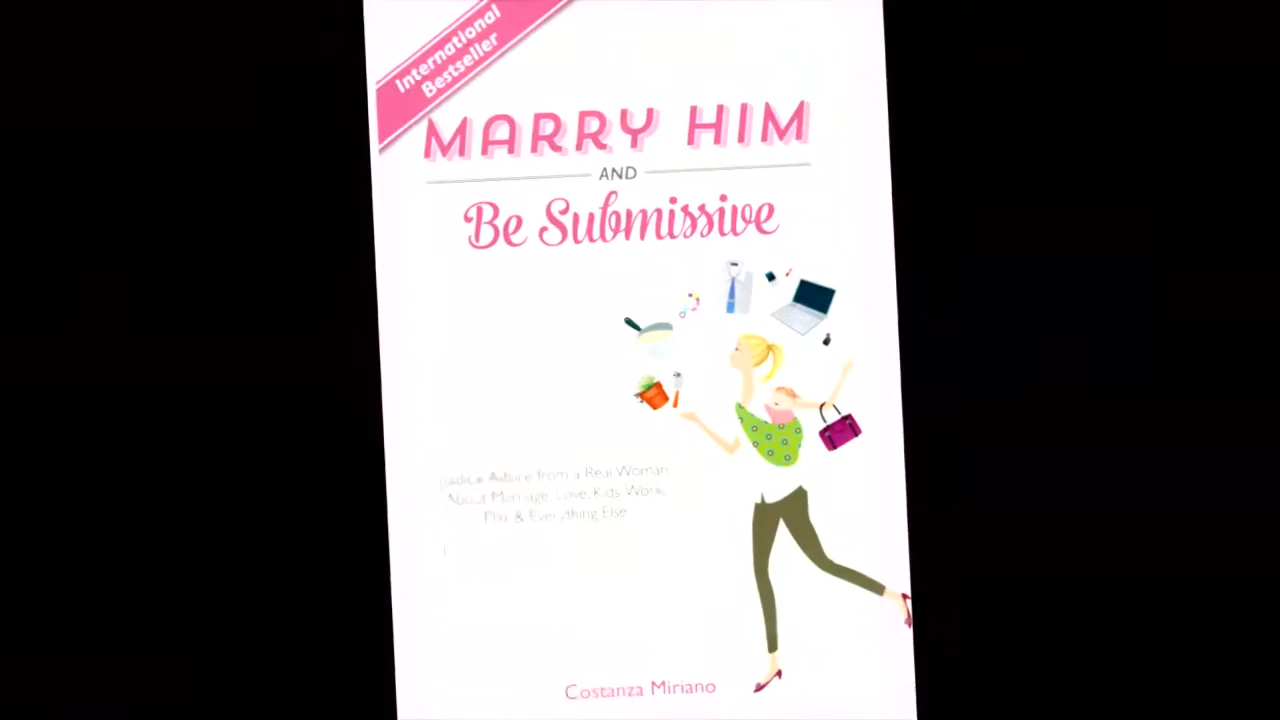 International
Bestseller
MARRY HIM
AND
Be Submissive
Radical Advice from a Real Woman
About Marriage, Love, Kids, Work,
Play & Everything Else
Costanza Miriano